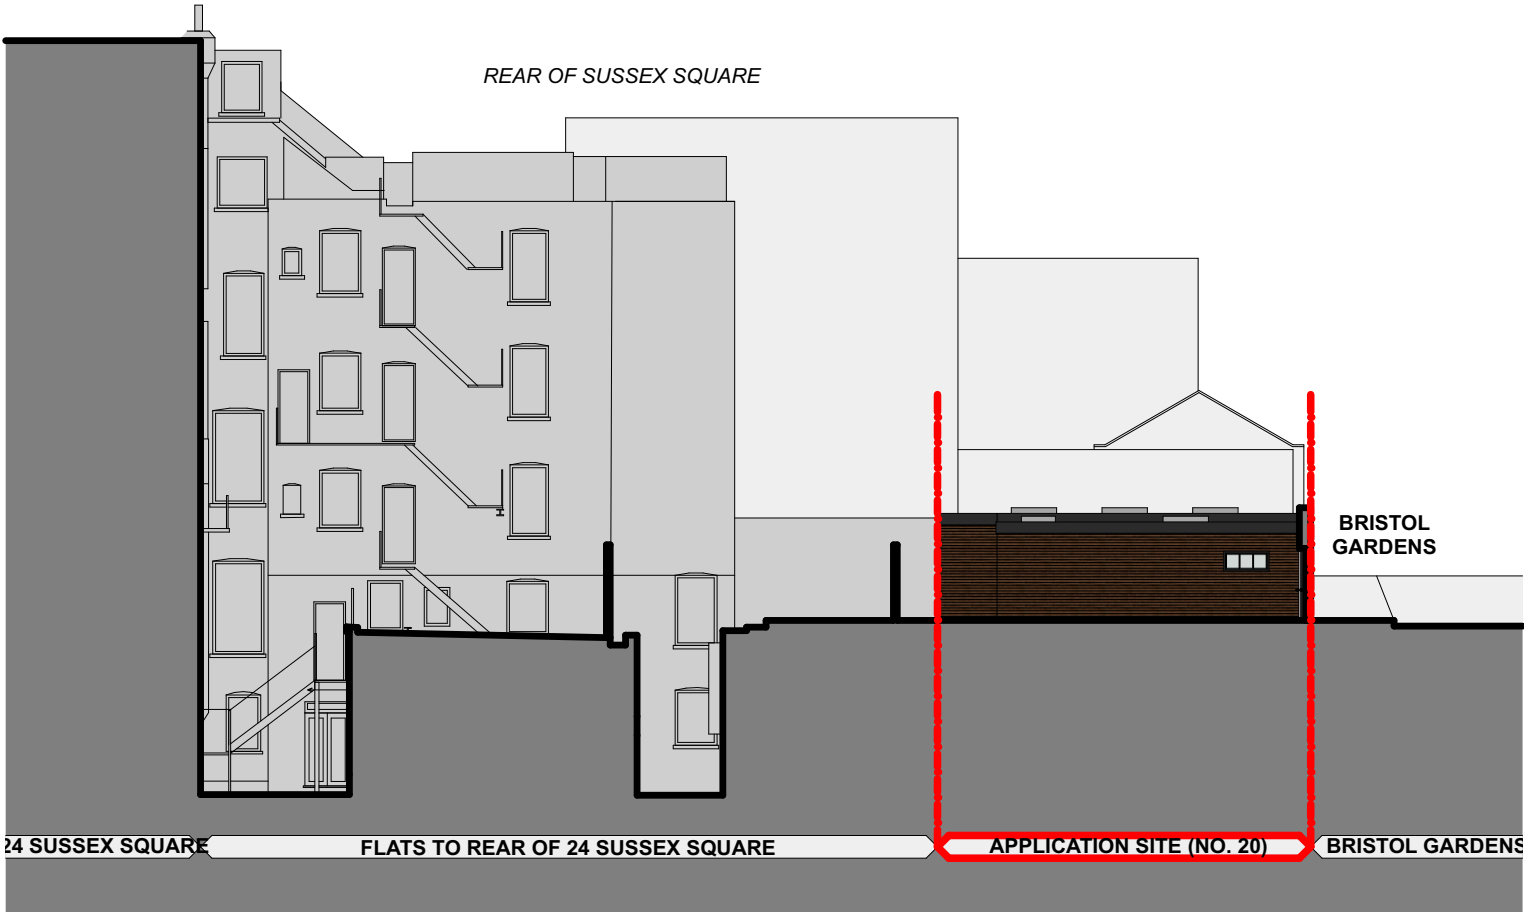 REAR OF SUSSEX SQUARE
BRISTOL
GARDENS
24 SUSSEX SQUARE
FLATS TO REAR OF 24 SUSSEX SQUARE
APPLICATION SITE (NO. 20)
BRISTOL GARDENS